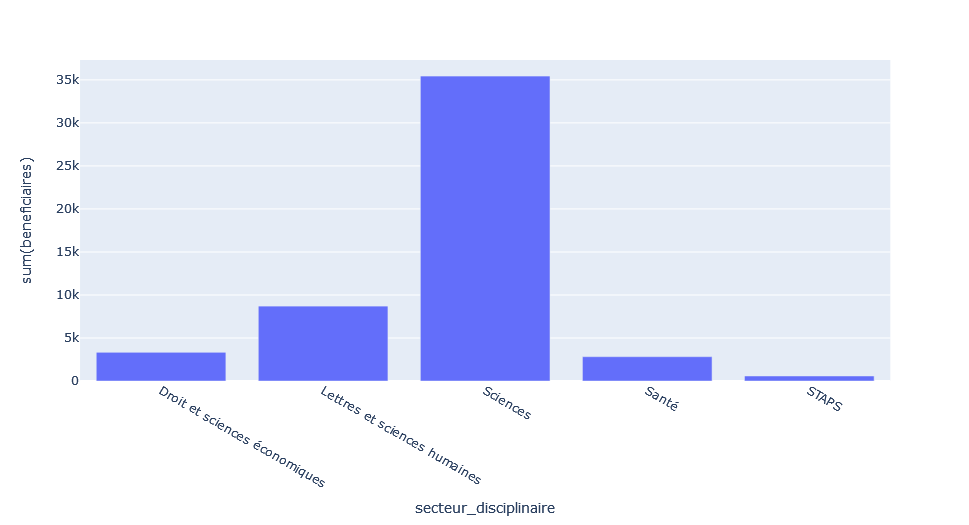 35k
30k
25k
20k
15k
10k
5k
0
sum(beneficiaires)
Droit et sciences économiques
Lettres et sciences humaines
Sciences
Santé
STAPS
secteur_disciplinaire